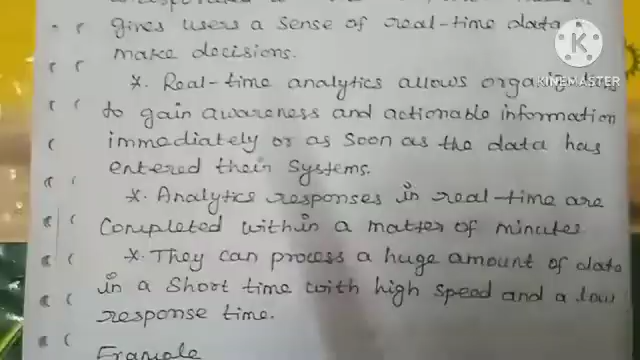 gives users a sense of real-time data
make decisions.
*. Real-time analytics allows
to gain awareness and actionable information
immediately or as soon as the data has
entered their systems.
*. Analytics responses in real-time are
Completed within a matter of minutes
*. They can process a huge amount of data
in a Short time with high speed and a low
response time.
KINEMASTER